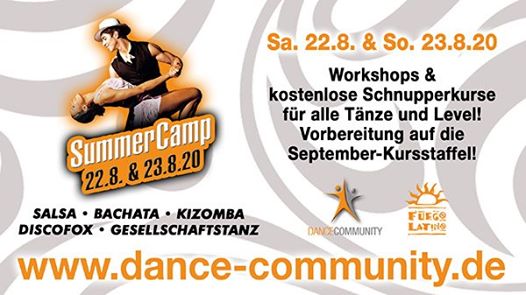 Sa. 22.8. & So. 23.8.20
Workshops &
kostenlose Schnupperkurse
für alle Tänze und Level!
Vorbereitung auf die
September-Kursstaffel!
SummerCamp
22.8. & 23.8.20
SALSA • BACHATA • KIZOMBA
DISCOFOX • GESELLSCHAFTSTANZ
DANCECOMMUNITY
FUEGO
LATINO
www.dance-community.de